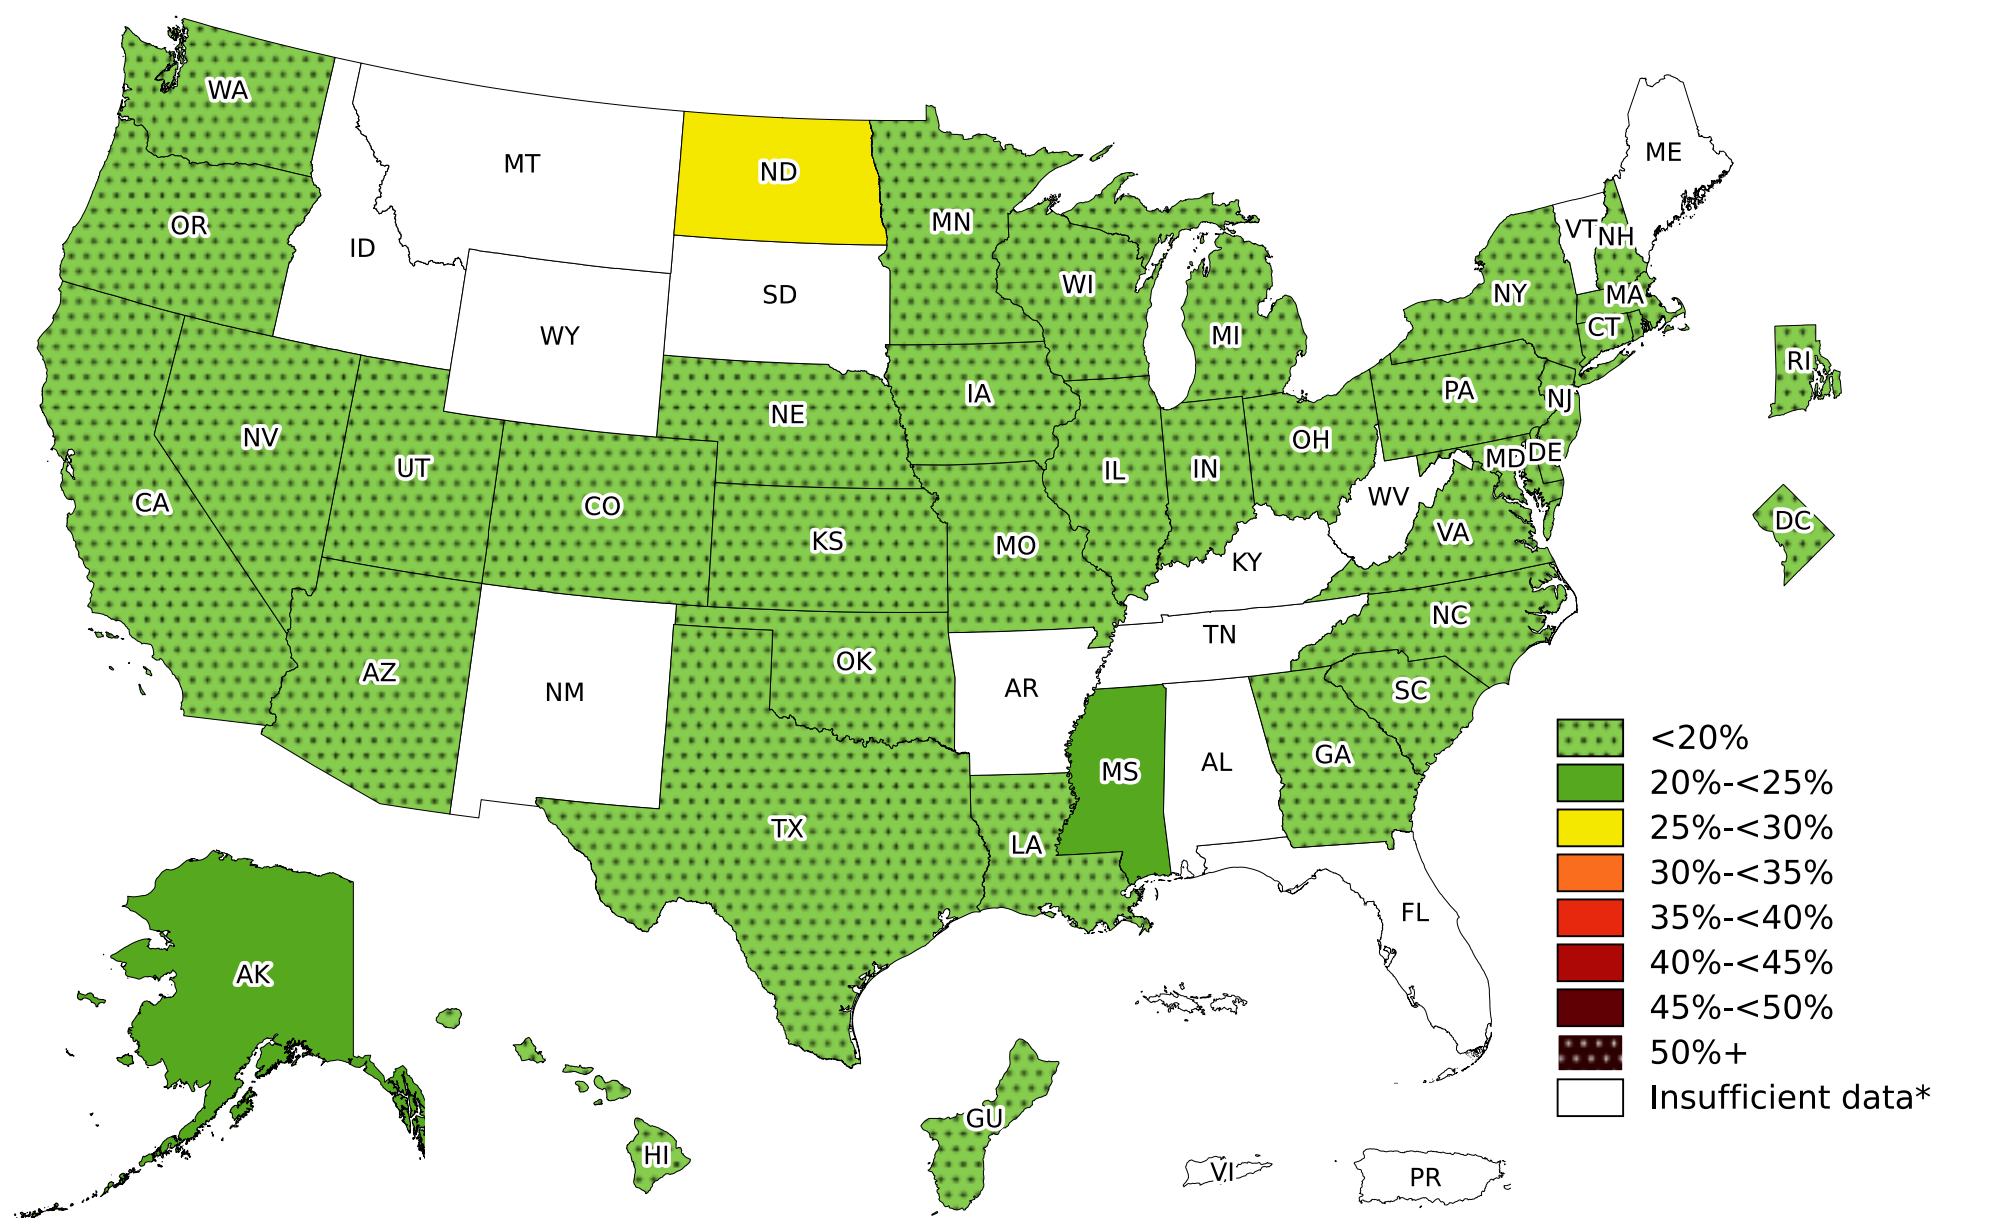 WA
MT
ND
ME
OR
ID
MN
VT
NH
SD
WI
NY
MA
WY
MI
CT
RI
NE
IA
PA
NJ
NV
UT
OH
MD
DE
CA
CO
IL
IN
WV
DC
KS
MO
KY
VA
AZ
NM
OK
TN
NC
AR
SC
MS
AL
GA
TX
LA
FL
AK
GU
HI
VI
PR
<20%
20%-<25%
25%-<30%
30%-<35%
35%-<40%
40%-<45%
45%-<50%
50%+
Insufficient data*